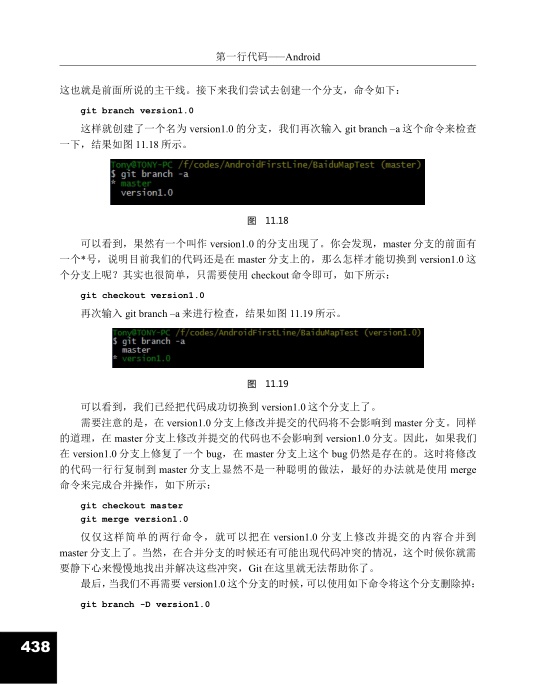 第一行代码——Android
这也就是前面所说的主干线。接下来我们尝试去创建一个分支，命令如下：
git branch version1.0
这样就创建了一个名为 version1.0 的分支，我们再次输入 git branch –a 这个命令来检查
一下，结果如图 11.18 所示。
Tony@TONY-PC /f/codes/AndroidFirstLine/BaiduMapTest (master)
$ git branch -a
* master
version1.0
图 11.18
可以看到，果然有一个叫作 version1.0 的分支出现了。你会发现，master 分支的前面有
一个*号，说明目前我们的代码还是在 master 分支上的，那么怎样才能切换到 version1.0 这
个分支上呢？其实也很简单，只需要使用 checkout 命令即可，如下所示：
git checkout version1.0
再次输入 git branch –a 来进行检查，结果如图 11.19 所示。
Tony@TONY-PC /f/codes/AndroidFirstLine/BaiduMapTest (version1.0)
$ git branch -a
master
* version1.0
图 11.19
可以看到，我们已经把代码成功切换到 version1.0 这个分支上了。
需要注意的是，在 version1.0 分支上修改并提交的代码将不会影响到 master 分支。同样
的道理，在 master 分支上修改并提交的代码也不会影响到 version1.0 分支。因此，如果我们
在 version1.0 分支上修复了一个 bug，在 master 分支上这个 bug 仍然是存在的。这时将修改
的代码一行行复制到 master 分支上显然不是一种聪明的做法，最好的办法就是使用 merge
命令来完成合并操作，如下所示：
git checkout master
git merge version1.0
仅仅这样简单的两行命令，就可以把在 version1.0 分支上修改并提交的内容合并到
master 分支上了。当然，在合并分支的时候还有可能出现代码冲突的情况，这个时候你就需
要静下心来慢慢地找出并解决这些冲突，Git 在这里就无法帮助你了。
最后，当我们不再需要 version1.0 这个分支的时候，可以使用如下命令将这个分支删除掉：
git branch -D version1.0
438